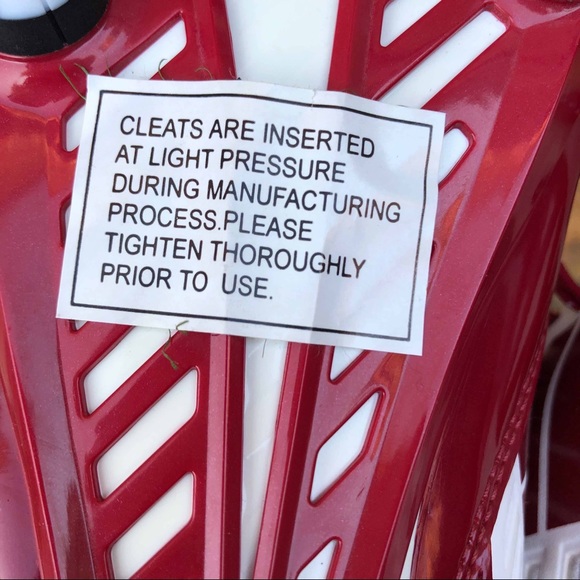 CLEATS ARE INSERTED
AT LIGHT PRESSURE
DURING MANUFACTURING
PROCESS.PLEASE
TIGHTEN THOROUGHLY
PRIOR TO USE.